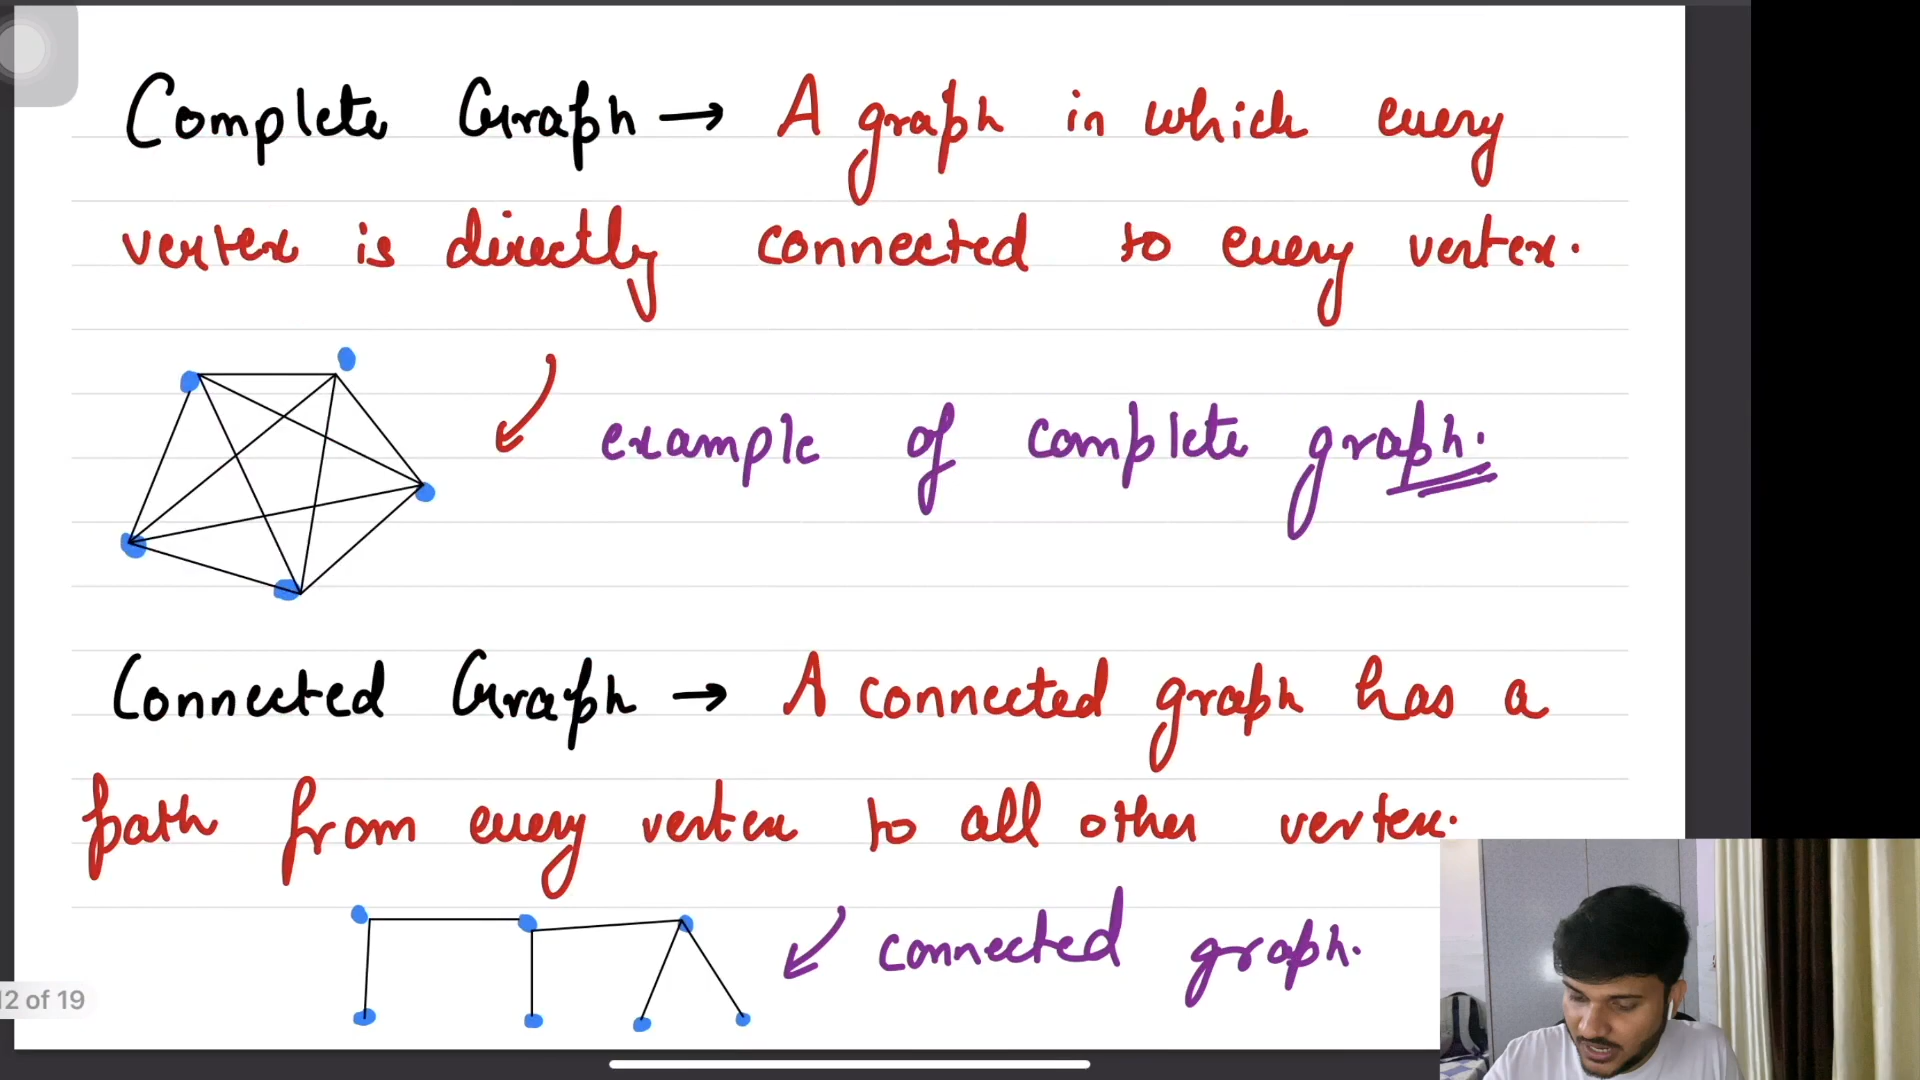 Complete Graph → A graph in which every
vertex is directly connected to every vertex.
example of complete graph.
Connected Graph → A connected graph has a
path from every vertex to all other vertex.
connected graph.
12 of 19